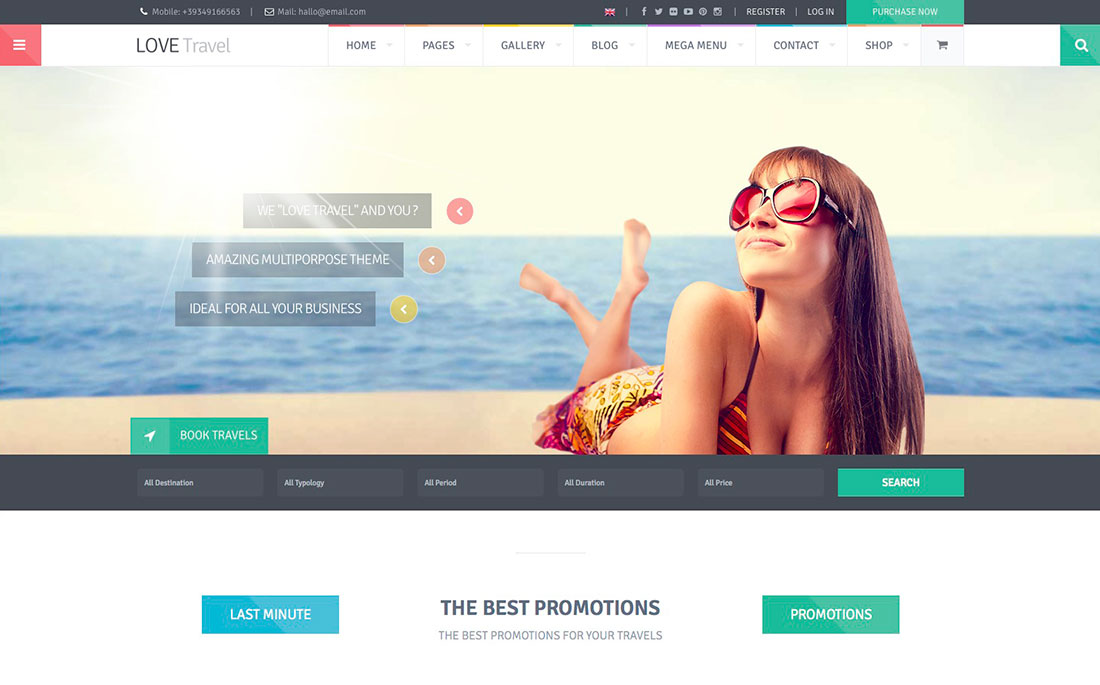 Mobile: +39349166563 | Mail: hallo@email.com | REGISTER | LOG IN PURCHASE NOW
LOVE Travel HOME PAGES GALLERY BLOG MEGA MENU CONTACT SHOP
WE "LOVE TRAVEL" AND YOU ?
AMAZING MULTIPORPOSE THEME
IDEAL FOR ALL YOUR BUSINESS
BOOK TRAVELS
All Destination All Typology All Period All Duration All Price SEARCH
LAST MINUTE THE BEST PROMOTIONS PROMOTIONS
THE BEST PROMOTIONS FOR YOUR TRAVELS